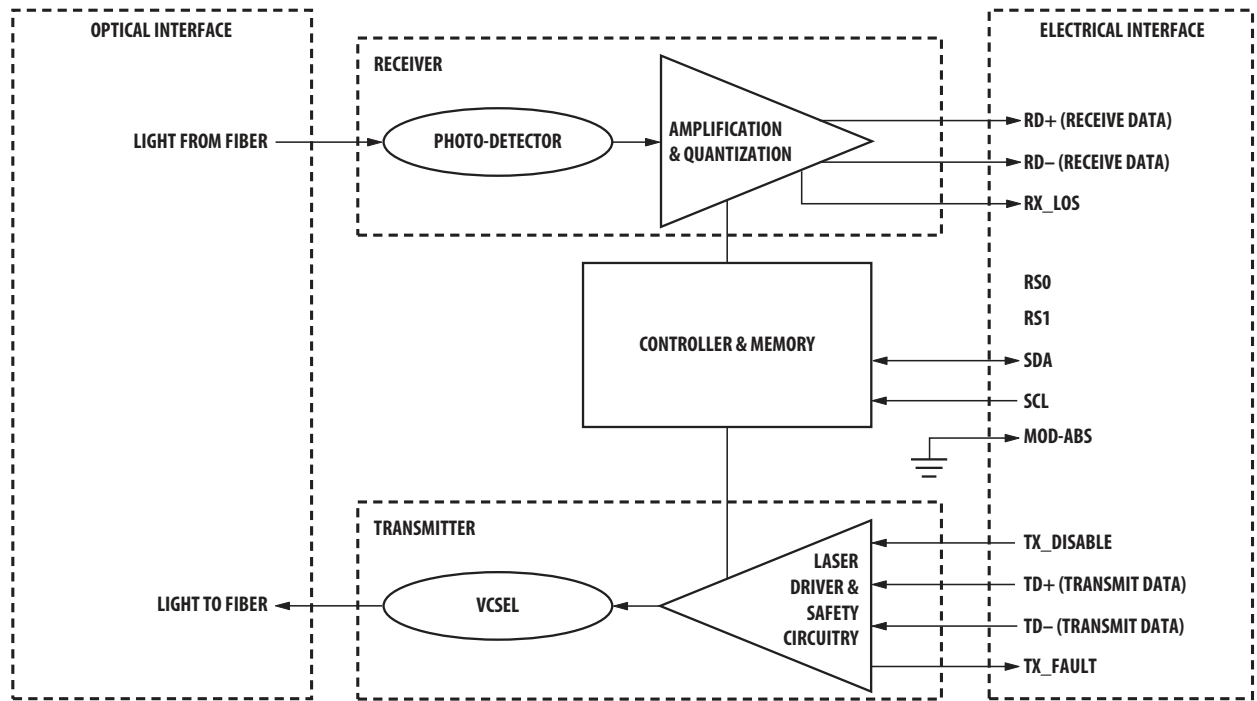 OPTICAL INTERFACE
ELECTRICAL INTERFACE
RECEIVER
LIGHT FROM FIBER
PHOTO-DETECTOR
AMPLIFICATION
& QUANTIZATION
RD+ (RECEIVE DATA)
RD– (RECEIVE DATA)
RX_LOS
CONTROLLER & MEMORY
RS0
RS1
SDA
SCL
MOD-ABS
TRANSMITTER
LIGHT TO FIBER
VCSEL
LASER
DRIVER &
SAFETY
CIRCUITRY
TX_DISABLE
TD+ (TRANSMIT DATA)
TD– (TRANSMIT DATA)
TX_FAULT